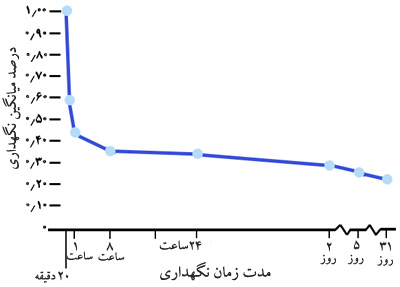 ۱٫۰۰
۰٫۹۰
۰٫۸۰
۰٫۷۰
۰٫۶۰
۰٫۵۰
۰٫۴۰
۰٫۳۰
۰٫۲۰
۰٫۱۰
۰
درصد میانگین نگهداری
۲۰ دقیقه
۱ ساعت
۸ ساعت
۲۴ساعت
۲ روز
۵ روز
۳۱ روز
مدت زمان نگهداری